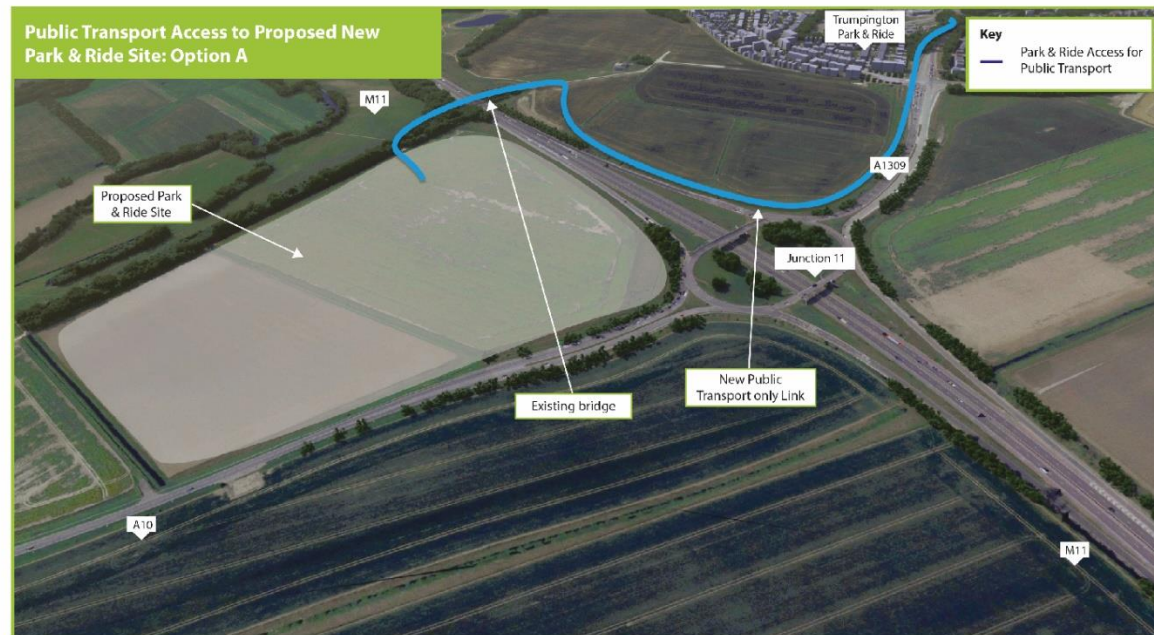 Public Transport Access to Proposed New
Park & Ride Site: Option A
Trumpington
Park & Ride
Key
Park & Ride Access for
Public Transport
M11
A1309
Proposed Park
& Ride Site
Junction 11
Existing bridge
New Public
Transport only Link
A10
M11